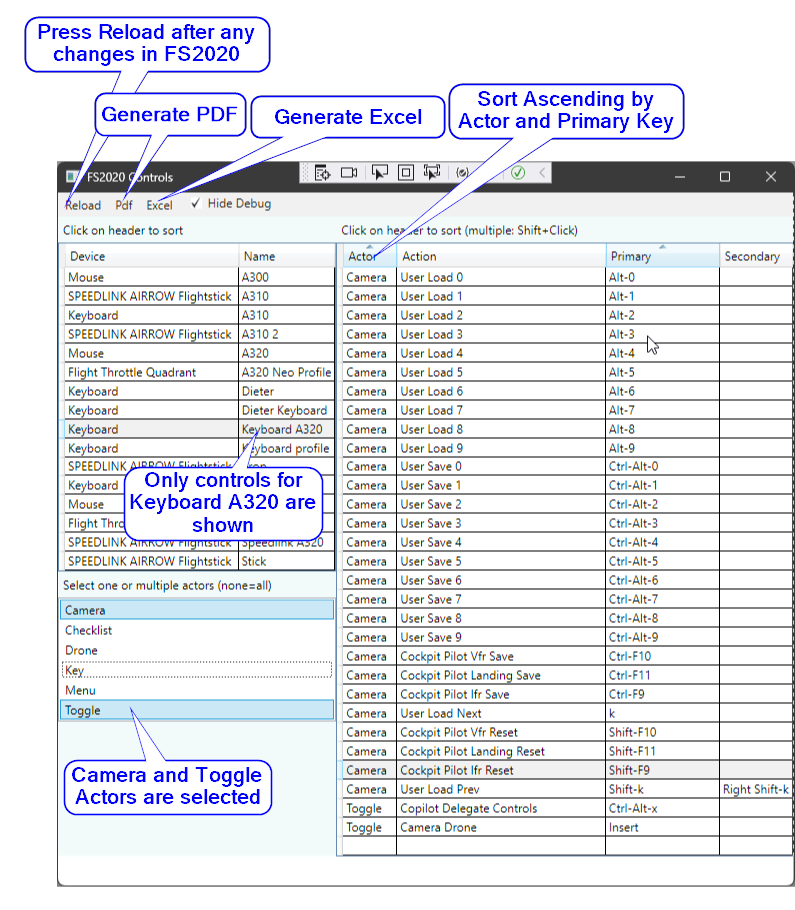 Press Reload after any
changes in FS2020
Generate PDF
Generate Excel
Sort Ascending by
Actor and Primary Key
FS2020 Controls
Reload Pdf Excel ✓ Hide Debug
Click on header to sort
Device Name
Mouse A300
SPEEDLINK AIRROW Flightstick A310
Keyboard A310
SPEEDLINK AIRROW Flightstick A310 2
Mouse A320
Flight Throttle Quadrant A320 Neo Profile
Keyboard Dieter
Keyboard Dieter Keyboard
Keyboard Keyboard A320
Keyboard Keyboard profile
SPEEDLINK AIRROW Flightstick
Keyboard
Mouse
Flight Thro
SPEEDLINK AIRROW Flightstick Speedlink A320
SPEEDLINK AIRROW Flightstick Stick
Only controls for
Keyboard A320 are
shown
Select one or multiple actors (none=all)
Camera
Checklist
Drone
Key
Menu
Toggle
Camera and Toggle
Actors are selected
Click on header to sort (multiple: Shift+Click)
Actor Action Primary Secondary
Camera User Load 0 Alt-0
Camera User Load 1 Alt-1
Camera User Load 2 Alt-2
Camera User Load 3 Alt-3
Camera User Load 4 Alt-4
Camera User Load 5 Alt-5
Camera User Load 6 Alt-6
Camera User Load 7 Alt-7
Camera User Load 8 Alt-8
Camera User Load 9 Alt-9
Camera User Save 0 Ctrl-Alt-0
Camera User Save 1 Ctrl-Alt-1
Camera User Save 2 Ctrl-Alt-2
Camera User Save 3 Ctrl-Alt-3
Camera User Save 4 Ctrl-Alt-4
Camera User Save 5 Ctrl-Alt-5
Camera User Save 6 Ctrl-Alt-6
Camera User Save 7 Ctrl-Alt-7
Camera User Save 8 Ctrl-Alt-8
Camera User Save 9 Ctrl-Alt-9
Camera Cockpit Pilot Vfr Save Ctrl-F10
Camera Cockpit Pilot Landing Save Ctrl-F11
Camera Cockpit Pilot Ifr Save Ctrl-F9
Camera User Load Next k
Camera Cockpit Pilot Vfr Reset Shift-F10
Camera Cockpit Pilot Landing Reset Shift-F11
Camera Cockpit Pilot Ifr Reset Shift-F9
Camera User Load Prev Shift-k Right Shift-k
Toggle Copilot Delegate Controls Ctrl-Alt-x
Toggle Camera Drone Insert